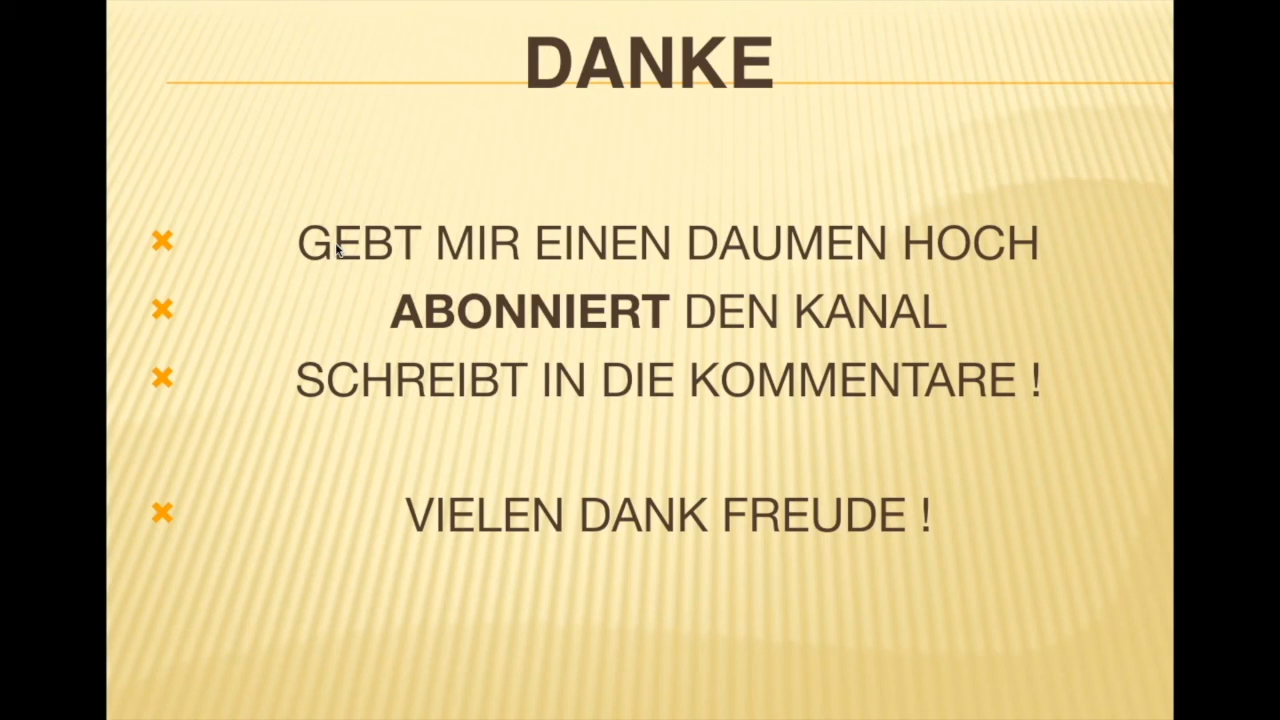 DANKE
GEBT MIR EINEN DAUMEN HOCH
ABONNIERT DEN KANAL
SCHREIBT IN DIE KOMMENTARE !
VIELEN DANK FREUDE !